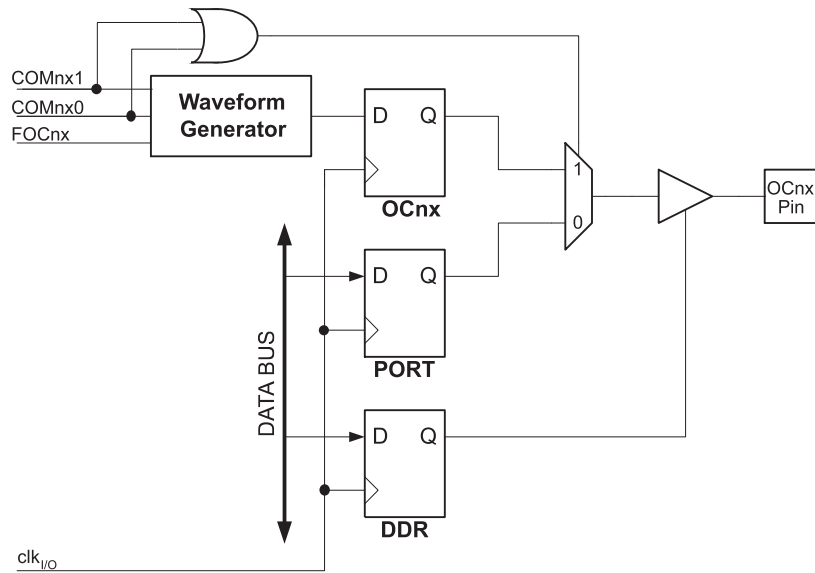 COMnx1
COMnx0
FOCnx
Waveform
Generator
D Q
OCnx
1
0
OCnx
Pin
D Q
PORT
DATA BUS
D Q
DDR
clkI/O